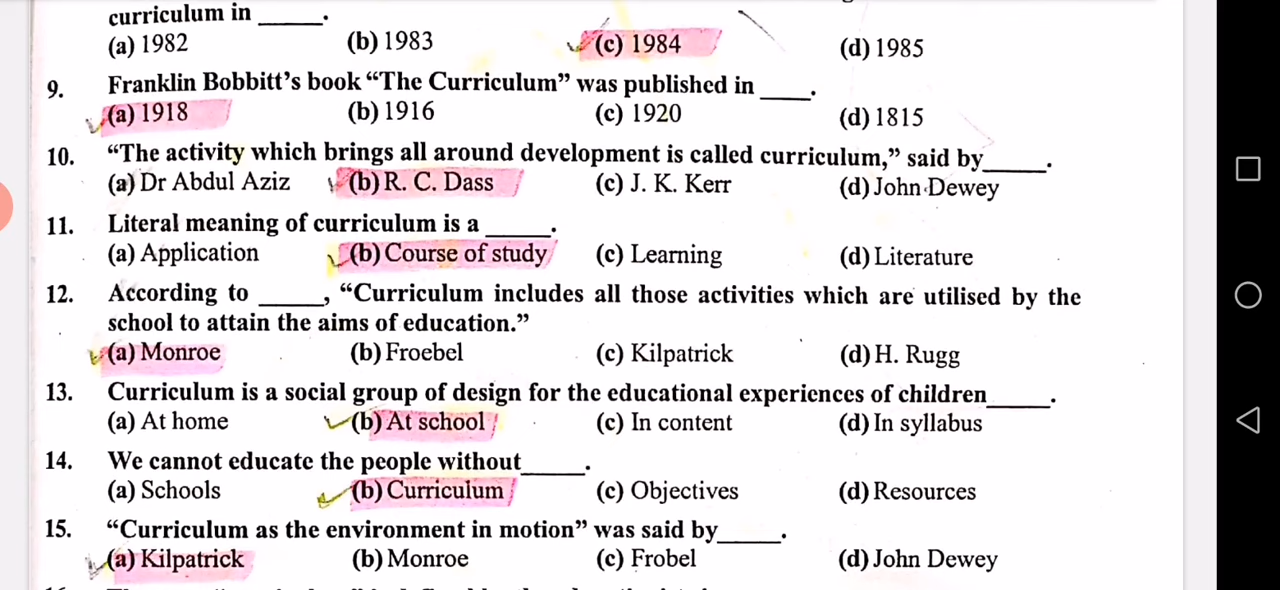 curriculum in _____.
(a) 1982 (b) 1983 (c) 1984 (d) 1985
9. Franklin Bobbitt's book “The Curriculum” was published in ____.
(a) 1918 (b) 1916 (c) 1920 (d) 1815
10. “The activity which brings all around development is called curriculum,” said by_____.
(a) Dr Abdul Aziz (b) R. C. Dass (c) J. K. Kerr (d) John Dewey
11. Literal meaning of curriculum is a _____.
(a) Application (b) Course of study (c) Learning (d) Literature
12. According to _____, “Curriculum includes all those activities which are utilised by the
school to attain the aims of education.”
(a) Monroe (b) Froebel (c) Kilpatrick (d) H. Rugg
13. Curriculum is a social group of design for the educational experiences of children_____.
(a) At home (b) At school (c) In content (d) In syllabus
14. We cannot educate the people without_____.
(a) Schools (b) Curriculum (c) Objectives (d) Resources
15. “Curriculum as the environment in motion” was said by_____.
(a) Kilpatrick (b) Monroe (c) Frobel (d) John Dewey